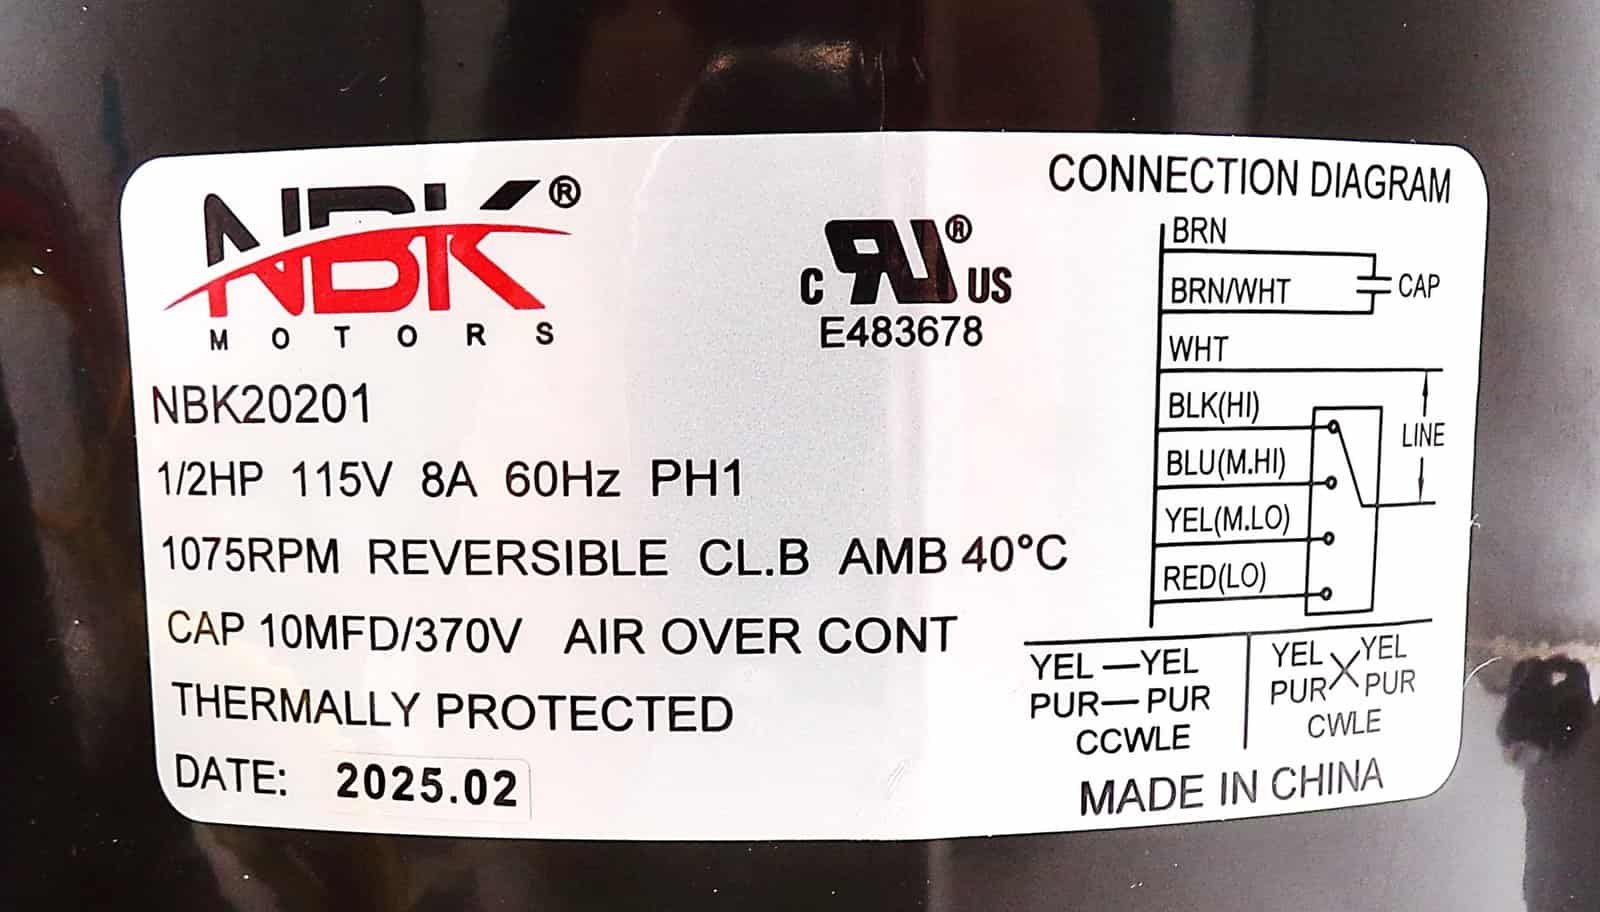 NBK®
MOTORS
NBK20201
1/2HP 115V 8A 60Hz PH1
1075RPM REVERSIBLE CL.B AMB 40°C
CAP 10MFD/370V AIR OVER CONT
THERMALLY PROTECTED
DATE: 2025.02
C RU® US
E483678
CONNECTION DIAGRAM
BRN
BRN/WHT CAP
WHT
BLK(HI)
LINE
BLU(M.HI)
YEL(M.LO)
RED(LO)
YEL—YEL
PUR—PUR
CCWLE
YEL YEL
PUR PUR
CWLE
MADE IN CHINA